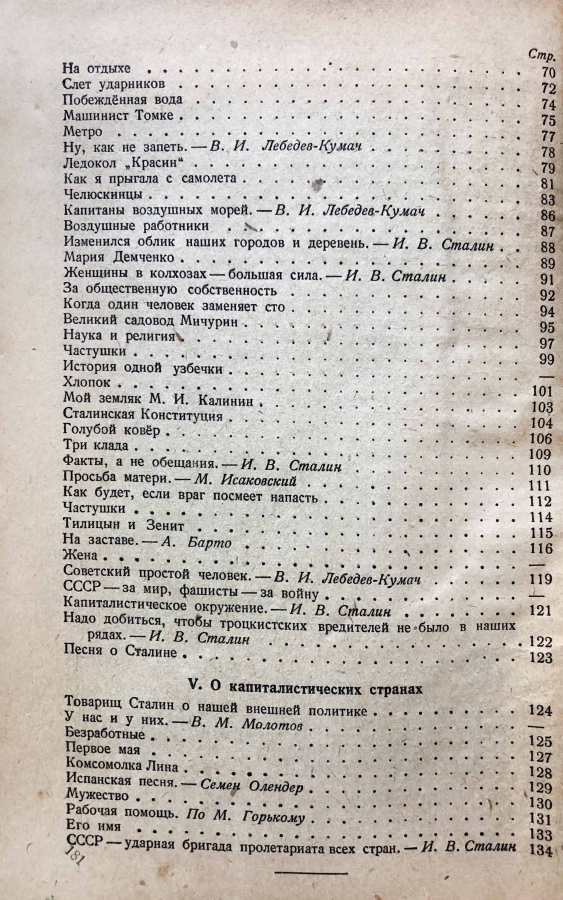 Стр.
На отдыхе . . . 70
Слет ударников . . . 72
Побеждённая вода . . . 74
Машинист Томке . . . 75
Метро . . . 77
Ну, как не запеть. — В. И. Лебедев-Кумач . . . 78
Ледокол „Красин“ . . . 79
Как я прыгала с самолета . . . 81
Челюскинцы . . . 83
Капитаны воздушных морей. — В. И. Лебедев-Кумач . . . 86
Воздушные работники . . . 87
Изменился облик наших городов и деревень. — И. В. Сталин . . 88
Мария Демченко . . . 89
Женщины в колхозах — большая сила. — И. В. Сталин . . . 91
За общественную собственность . . . 92
Когда один человек заменяет сто . . . 94
Великий садовод Мичурин . . . 95
Наука и религия . . . 97
Частушки . . . 99
История одной узбечки . . . —
Хлопок . . . 101
Мой земляк М. И. Калинин . . . 103
Сталинская Конституция . . . 104
Голубой ковёр . . . 106
Три клада . . . 109
Факты, а не обещания. — И. В. Сталин . . . 110
Просьба матери. — М. Исаковский . . . 111
Как будет, если враг посмеет напасть . . . 112
Частушки . . . 114
Тилицын и Зенит . . . 115
На заставе. — А. Барто . . . 116
Жена . . . —
Советский простой человек. — В. И. Лебедев-Кумач . . . 119
СССР — за мир, фашисты — за войну . . . —
Капиталистическое окружение. — И. В. Сталин . . . 121
Надо добиться, чтобы троцкистских вредителей не было в наших
рядах. — И. В. Сталин . . . 122
Песня о Сталине . . . 123
V. О капиталистических странах
Товарищ Сталин о нашей внешней политике . . . 124
У нас и у них. — В. М. Молотов . . . —
Безработные . . . 125
Первое мая . . . 127
Комсомолка Лина . . . 128
Испанская песня. — Семен Олендер . . . 129
Мужество . . . 130
Рабочая помощь. По М. Горькому . . . 131
Его имя . . . 133
СССР — ударная бригада пролетариата всех стран. — И. В. Сталин 134
181